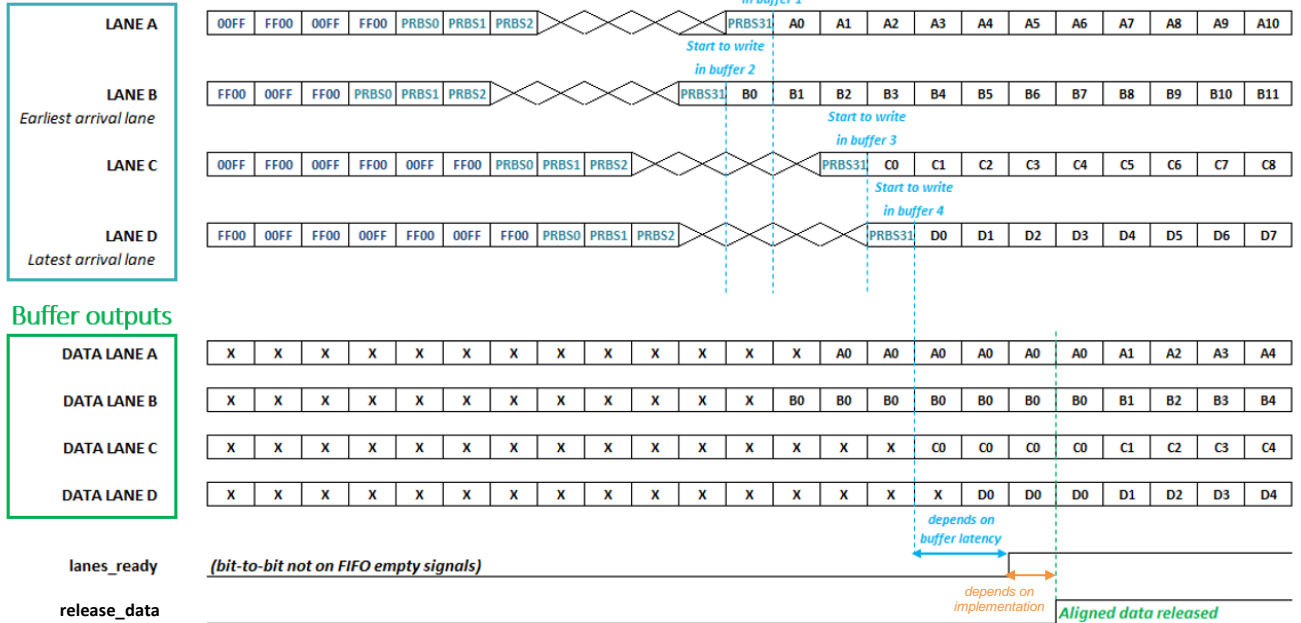 in buffer 1
LANE A 00FF FF00 00FF FF00 PRBS0 PRBS1 PRBS2 PRBS31 A0 A1 A2 A3 A4 A5 A6 A7 A8 A9 A10
Start to write
in buffer 2
LANE B FF00 00FF FF00 PRBS0 PRBS1 PRBS2 PRBS31 B0 B1 B2 B3 B4 B5 B6 B7 B8 B9 B10 B11
Earliest arrival lane
Start to write
in buffer 3
LANE C 00FF FF00 00FF FF00 00FF FF00 PRBS0 PRBS1 PRBS2 PRBS31 C0 C1 C2 C3 C4 C5 C6 C7 C8
Start to write
in buffer 4
LANE D FF00 00FF FF00 00FF FF00 00FF FF00 PRBS0 PRBS1 PRBS2 PRBS31 D0 D1 D2 D3 D4 D5 D6 D7
Latest arrival lane
Buffer outputs
DATA LANE A X X X X X X X X X X X X X A0 A0 A0 A0 A0 A0 A1 A2 A3 A4
DATA LANE B X X X X X X X X X X X X B0 B0 B0 B0 B0 B0 B0 B1 B2 B3 B4
DATA LANE C X X X X X X X X X X X X X X X C0 C0 C0 C0 C1 C2 C3 C4
DATA LANE D X X X X X X X X X X X X X X X X D0 D0 D0 D1 D2 D3 D4
depends on
buffer latency
lanes_ready (bit-to-bit not on FIFO empty signals)
depends on
implementation
release_data Aligned data released